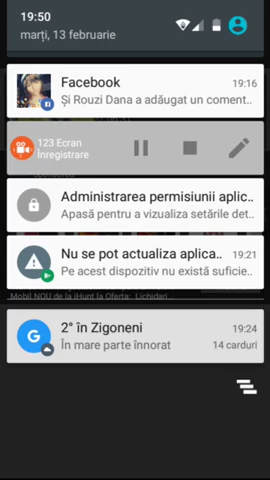 19:50
marți, 13 februarie
Facebook 19:16
Și Rouzi Dana a adăugat un coment..
123 Ecran
Înregistrare
Administrarea permisiunii aplic..
Apasă pentru a vizualiza setările det..
Nu se pot actualiza aplica.. 19:21
Pe acest dispozitiv nu există suficie..
Mobil NOU de la iHunt la Oferta: Lichidari...
G 2° în Zigoneni 19:24
În mare parte înnorat 14 carduri